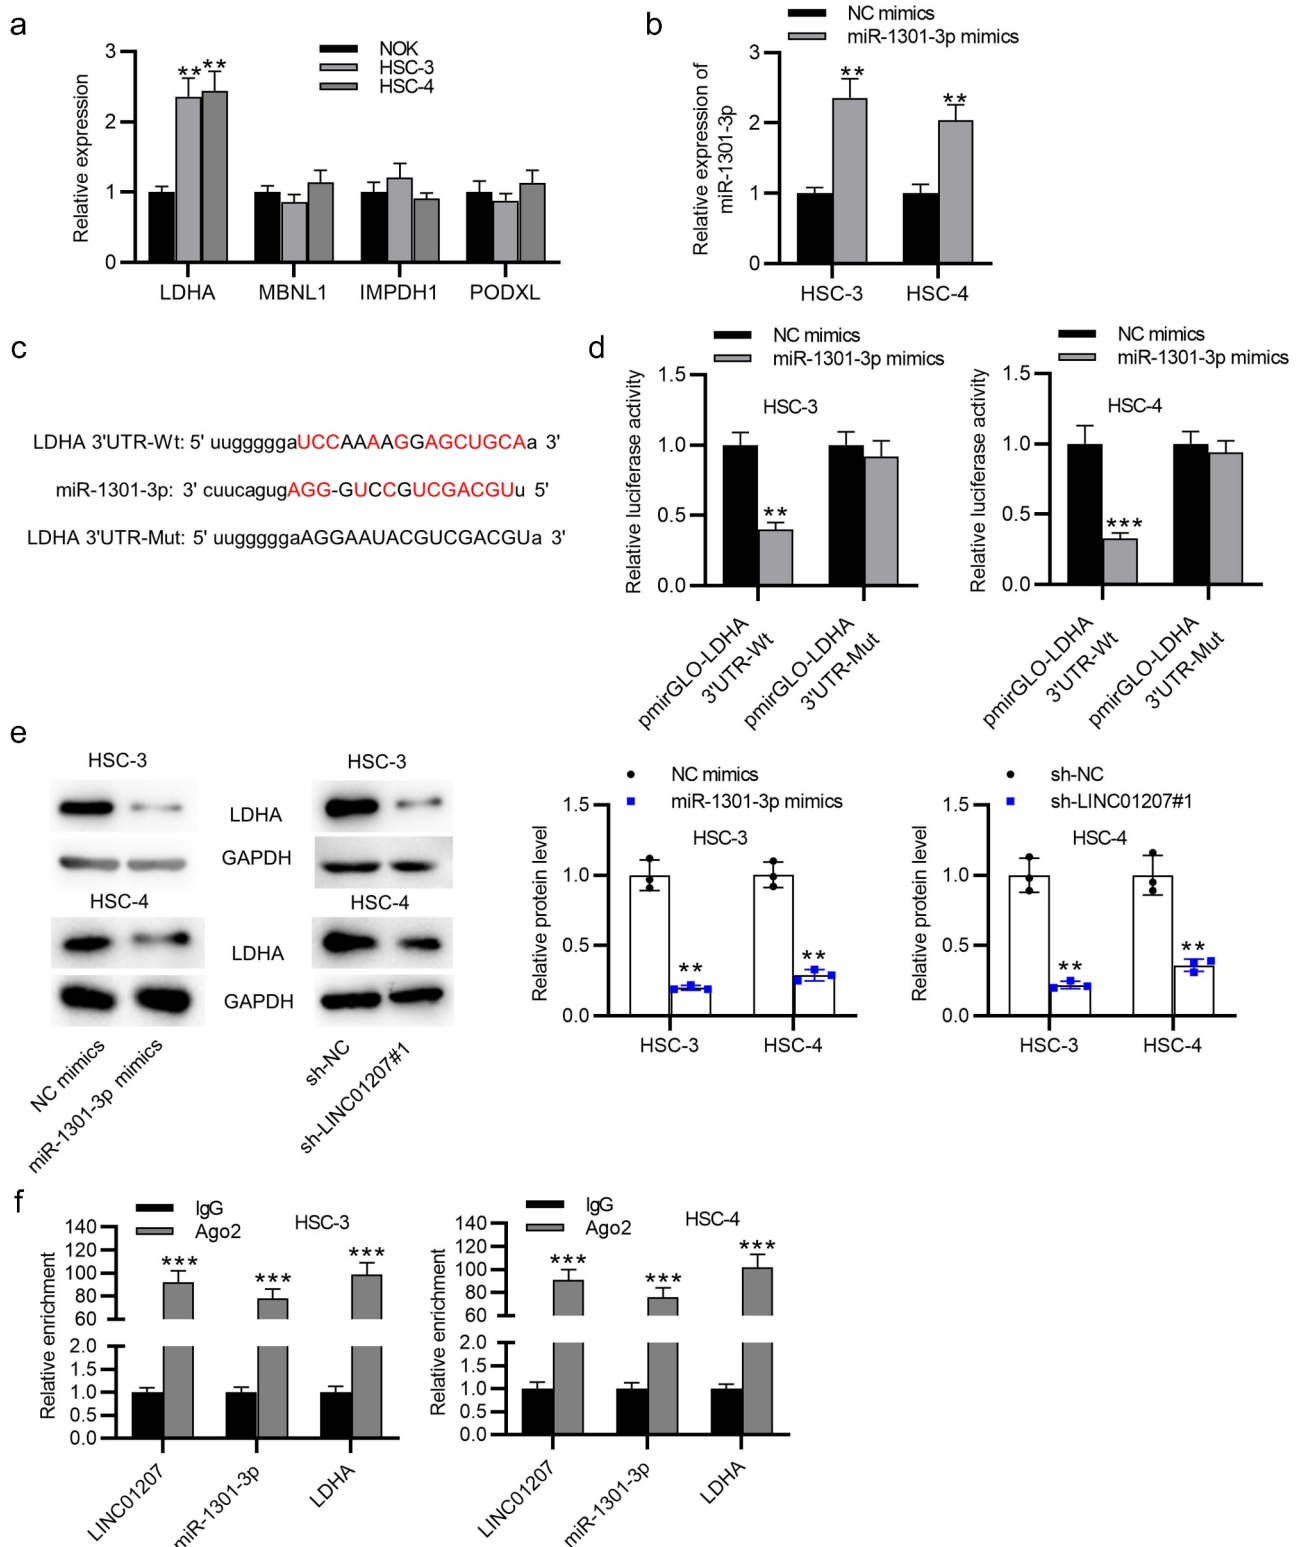 a
NOK
HSC-3
HSC-4
Relative expression
3
2
1
0
** **
LDHA MBNL1 IMPDH1 PODXL
b
NC mimics
miR-1301-3p mimics
Relative expression of
miR-1301-3p
3
2
1
0
** **
HSC-3 HSC-4
c
LDHA 3'UTR-Wt: 5' uugggggaUCCAAAAGGAGCUGCAa 3'
miR-1301-3p: 3' cuucagugAGG-GUCCGUCGACGUu 5'
LDHA 3'UTR-Mut: 5' uugggggaAGGAAUACGUCGACGUa 3'
d
NC mimics
miR-1301-3p mimics
HSC-3
Relative luciferase activity
1.5
1.0
0.5
0.0
**
pmirGLO-LDHA
3'UTR-Wt
pmirGLO-LDHA
3'UTR-Mut
NC mimics
miR-1301-3p mimics
HSC-4
Relative luciferase activity
1.5
1.0
0.5
0.0
***
pmirGLO-LDHA
3'UTR-Wt
pmirGLO-LDHA
3'UTR-Mut
e
HSC-3 HSC-3
LDHA
GAPDH
HSC-4 HSC-4
LDHA
GAPDH
NC mimics
miR-1301-3p mimics
sh-NC
sh-LINC01207#1
NC mimics
miR-1301-3p mimics
HSC-3
Relative protein level
1.5
1.0
0.5
0.0
** **
HSC-3 HSC-4
sh-NC
sh-LINC01207#1
HSC-4
Relative protein level
1.5
1.0
0.5
0.0
** **
HSC-3 HSC-4
f
IgG
Ago2
HSC-3
Relative enrichment
140
120
100
80
60
2.0
1.5
1.0
0.5
0.0
*** *** ***
LINC01207
miR-1301-3p
LDHA
IgG
Ago2
HSC-4
Relative enrichment
140
120
100
80
60
2.0
1.5
1.0
0.5
0.0
*** *** ***
LINC01207
miR-1301-3p
LDHA